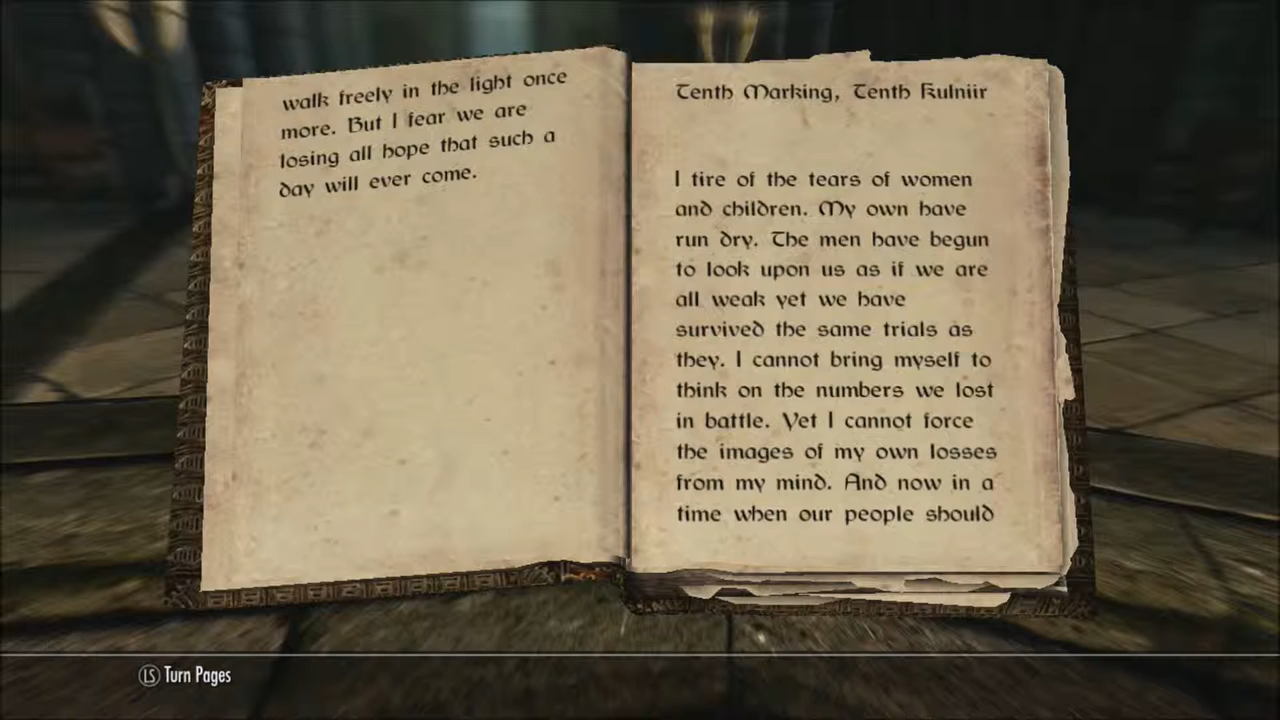 walk freely in the light once
more. But I fear we are
losing all hope that such a
day will ever come.
Tenth Marking, Tenth Kulniir
I tire of the tears of women
and children. My own have
run dry. The men have begun
to look upon us as if we are
all weak yet we have
survived the same trials as
they. I cannot bring myself to
think on the numbers we lost
in battle. Yet I cannot force
the images of my own losses
from my mind. And now in a
time when our people should
LS Turn Pages